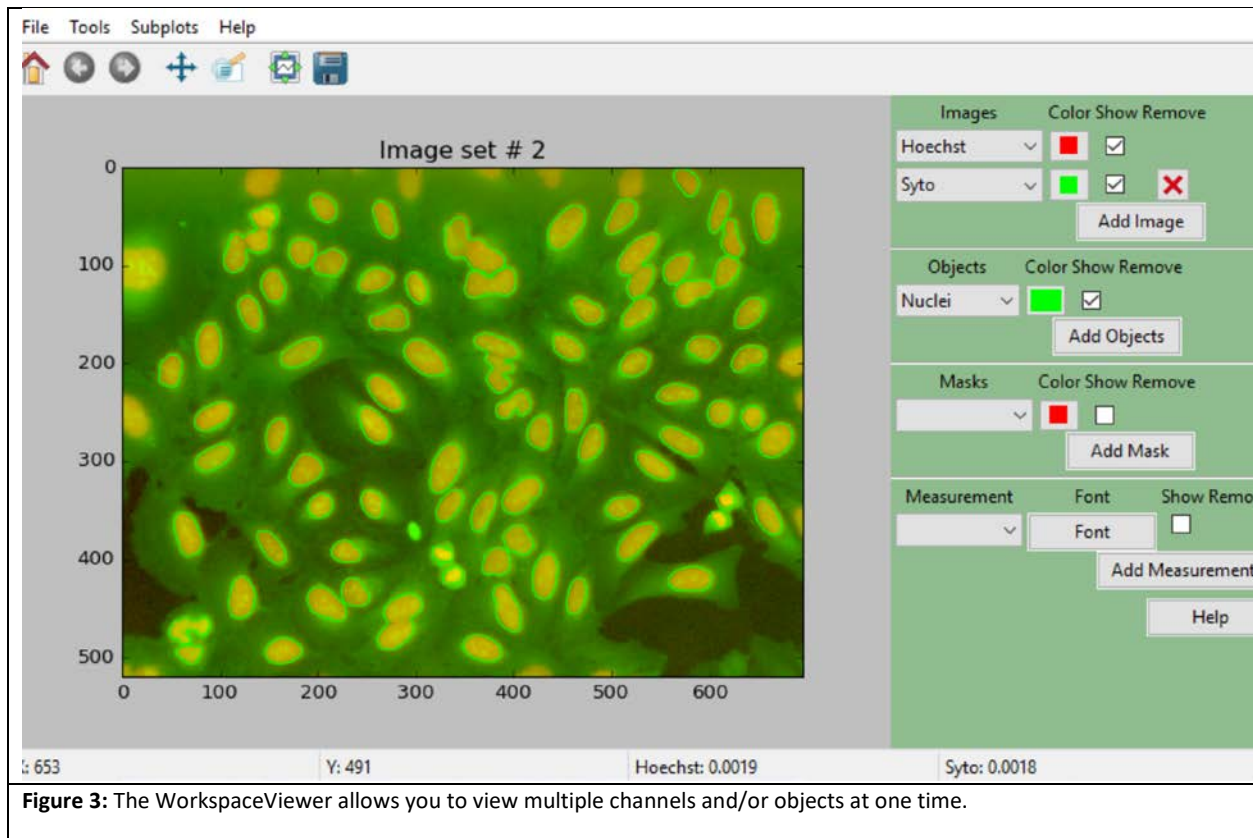 File Tools Subplots Help
Image set # 2
0
100
200
300
400
500
0 100 200 300 400 500 600
Images Color Show Remove
Hoechst
Syto
Add Image
Objects Color Show Remove
Nuclei
Add Objects
Masks Color Show Remove
Add Mask
Measurement Font Show Remo
Font
Add Measurement
Help
: 653 Y: 491 Hoechst: 0.0019 Syto: 0.0018
Figure 3: The WorkspaceViewer allows you to view multiple channels and/or objects at one time.